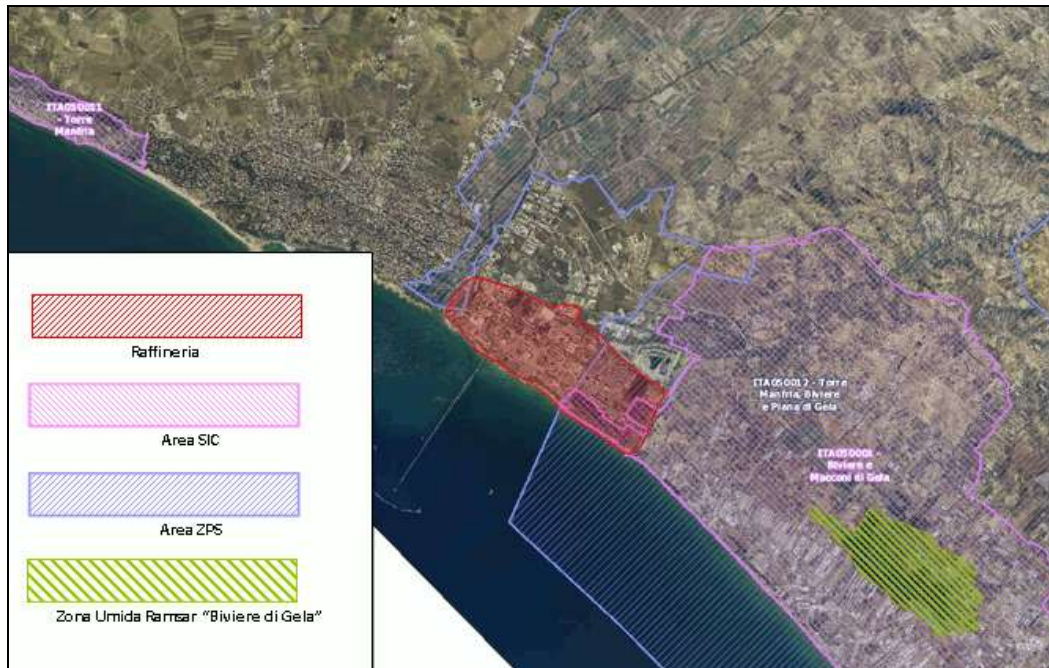 ITA050011
- Torre
Manfria
ITA050012 - Torre
Manfria, Biviere
e Piana di Gela
ITA050001 -
Biviere e
Macconi di Gela
Raffineria
Area SIC
Area ZPS
Zona Umida Ramsar "Biviere di Gela"